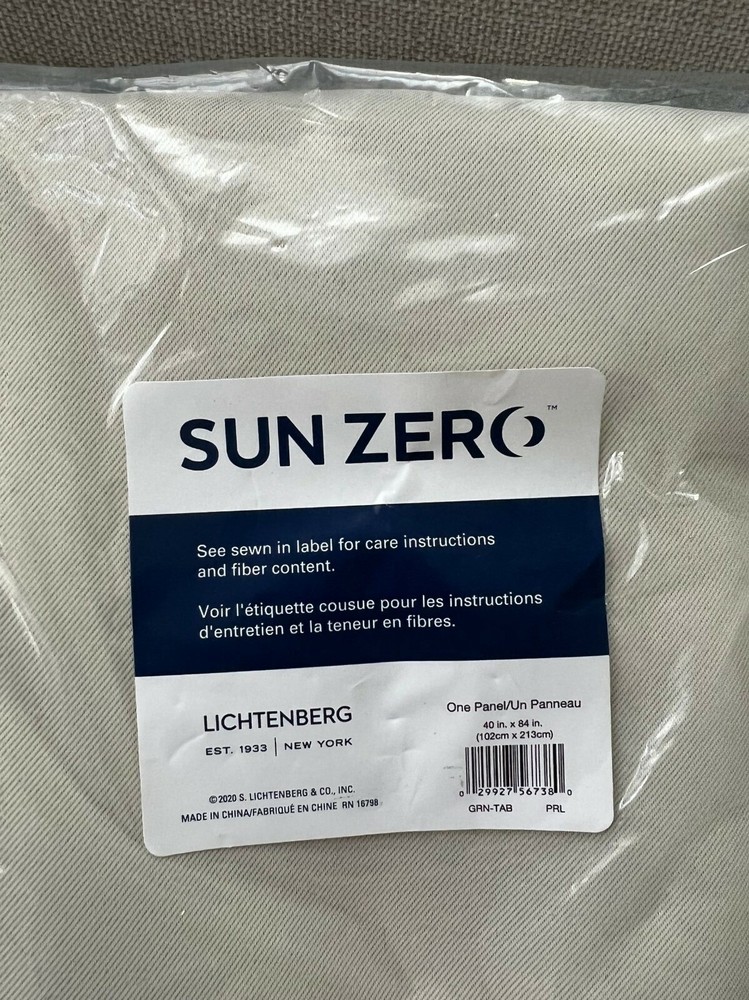 SUN ZERO™
See sewn in label for care instructions
and fiber content.
Voir l'étiquette cousue pour les instructions
d'entretien et la teneur en fibres.
LICHTENBERG
EST. 1933 | NEW YORK
©2020 S. LICHTENBERG & CO., INC.
MADE IN CHINA/FABRIQUÉ EN CHINE RN 16798
One Panel/Un Panneau
40 in. x 84 in.
(102cm x 213cm)
0 29927 56738 0
GRN-TAB PRL